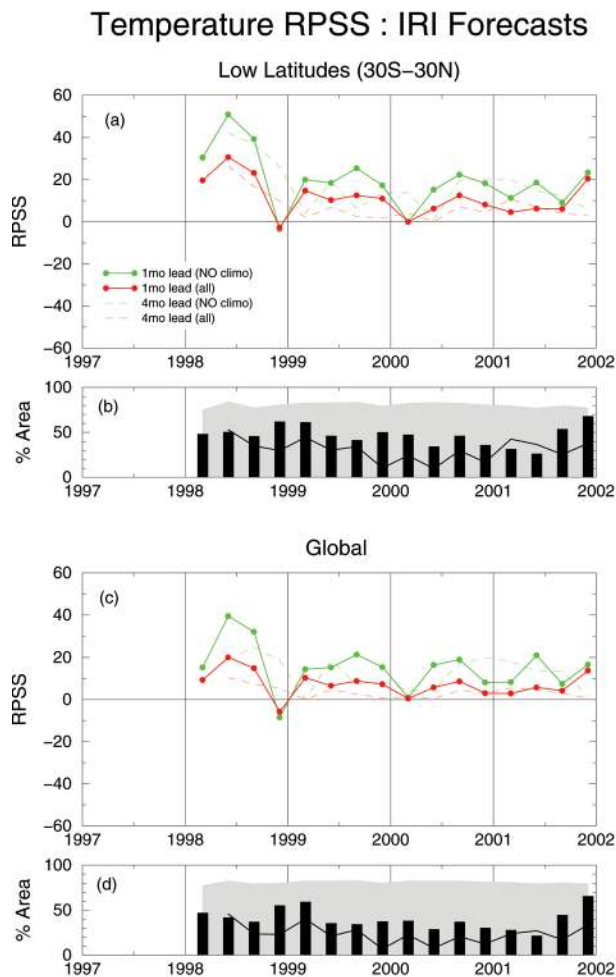 Temperature RPSS : IRI Forecasts
Low Latitudes (30S−30N)
(a)
60
40
20
0
−20
−40
−60
RPSS
1mo lead (NO climo)
1mo lead (all)
4mo lead (NO climo)
4mo lead (all)
1997 1998 1999 2000 2001 2002
(b)
100
50
0
% Area
1997 1998 1999 2000 2001 2002
Global
(c)
60
40
20
0
−20
−40
−60
RPSS
1997 1998 1999 2000 2001 2002
(d)
100
50
0
% Area
1997 1998 1999 2000 2001 2002